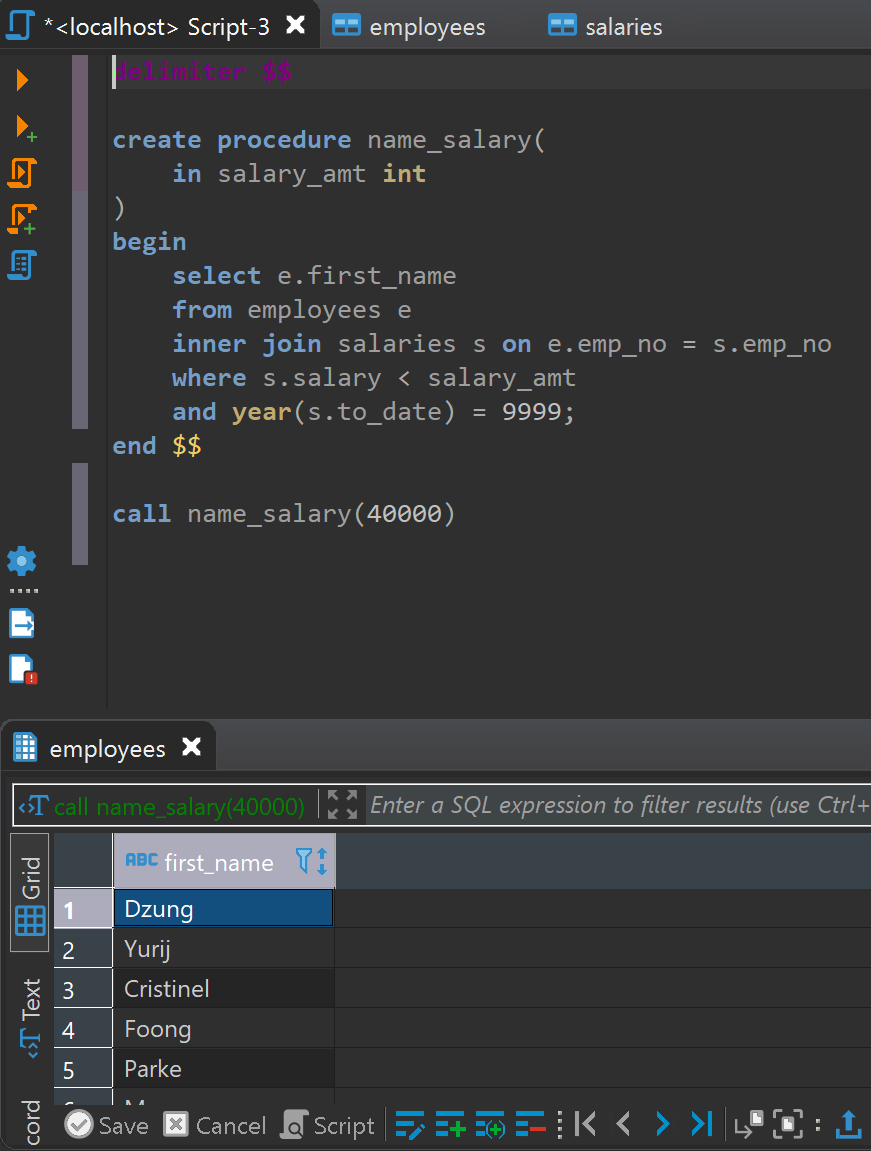 *<localhost> Script-3
employees
salaries
delimiter $$
create procedure name_salary(
in salary_amt int
)
begin
select e.first_name
from employees e
inner join salaries s on e.emp_no = s.emp_no
where s.salary < salary_amt
and year(s.to_date) = 9999;
end $$
call name_salary(40000)
employees
call name_salary(40000)
Enter a SQL expression to filter results (use Ctrl+
Grid
Text
cord
ABC first_name
1 Dzung
2 Yurij
3 Cristinel
4 Foong
5 Parke
Save Cancel Script